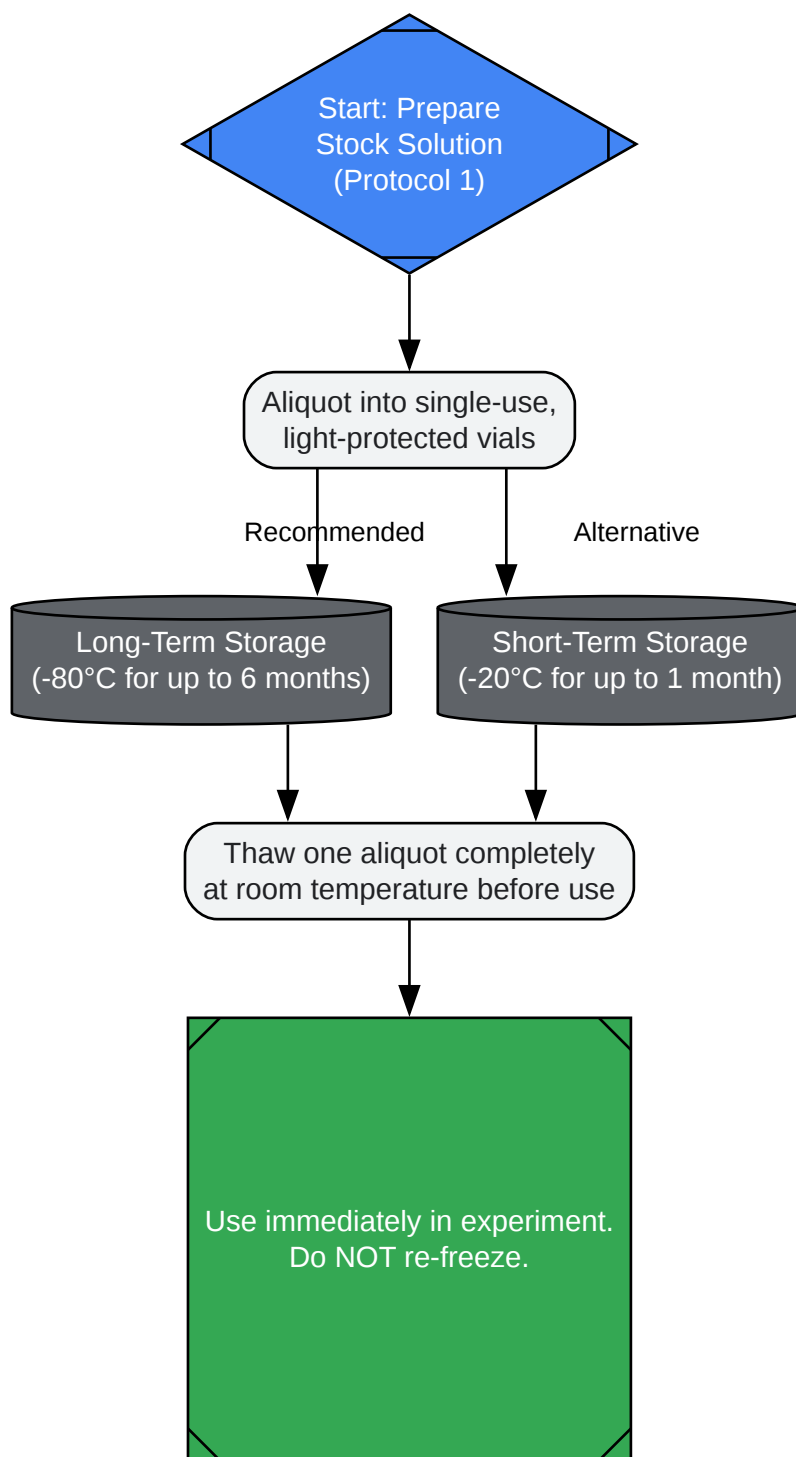 Start: Prepare
Stock Solution
(Protocol 1)
Aliquot into single-use,
light-protected vials
Recommended
Alternative
Long-Term Storage
(-80°C for up to 6 months)
Short-Term Storage
(-20°C for up to 1 month)
Thaw one aliquot completely
at room temperature before use
Use immediately in experiment.
Do NOT re-freeze.